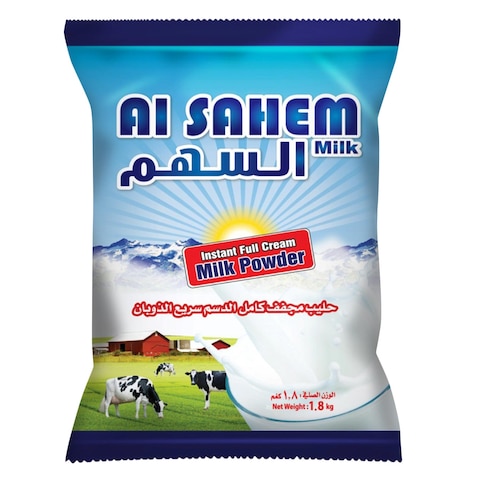 Al SAHEM
Milk
السهم
Instant Full Cream
Milk Powder
حليب مجفف كامل الدسم سريع الذوبان
الوزن الصافي: ١.٨ كغم
Net Weight: 1.8 kg